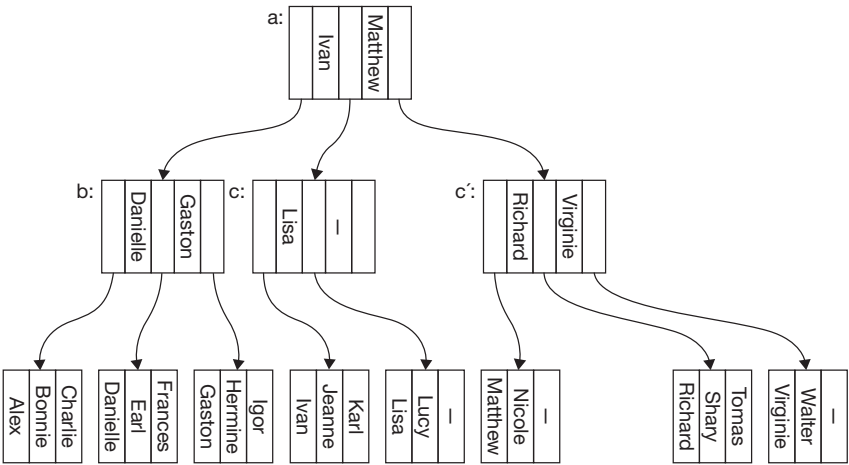 a:
Ivan
Matthew
b:
Danielle
Gaston
c:
Lisa
–
c´:
Richard
Virginie
Alex
Bonnie
Charlie
Danielle
Earl
Frances
Gaston
Hermine
Igor
Ivan
Jeanne
Karl
Lisa
Lucy
–
Matthew
Nicole
–
Richard
Shary
Tomas
Virginie
Walter
–